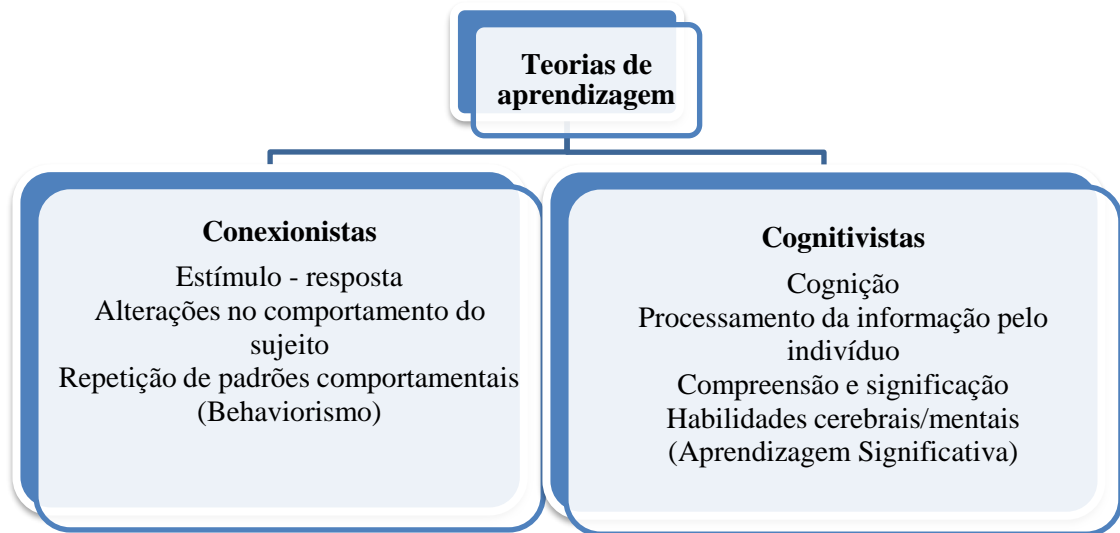 Teorias de
aprendizagem
Conexionistas
Estímulo - resposta
Alterações no comportamento do
sujeito
Repetição de padrões comportamentais
(Behaviorismo)
Cognitivistas
Cognição
Processamento da informação pelo
indivíduo
Compreensão e significação
Habilidades cerebrais/mentais
(Aprendizagem Significativa)